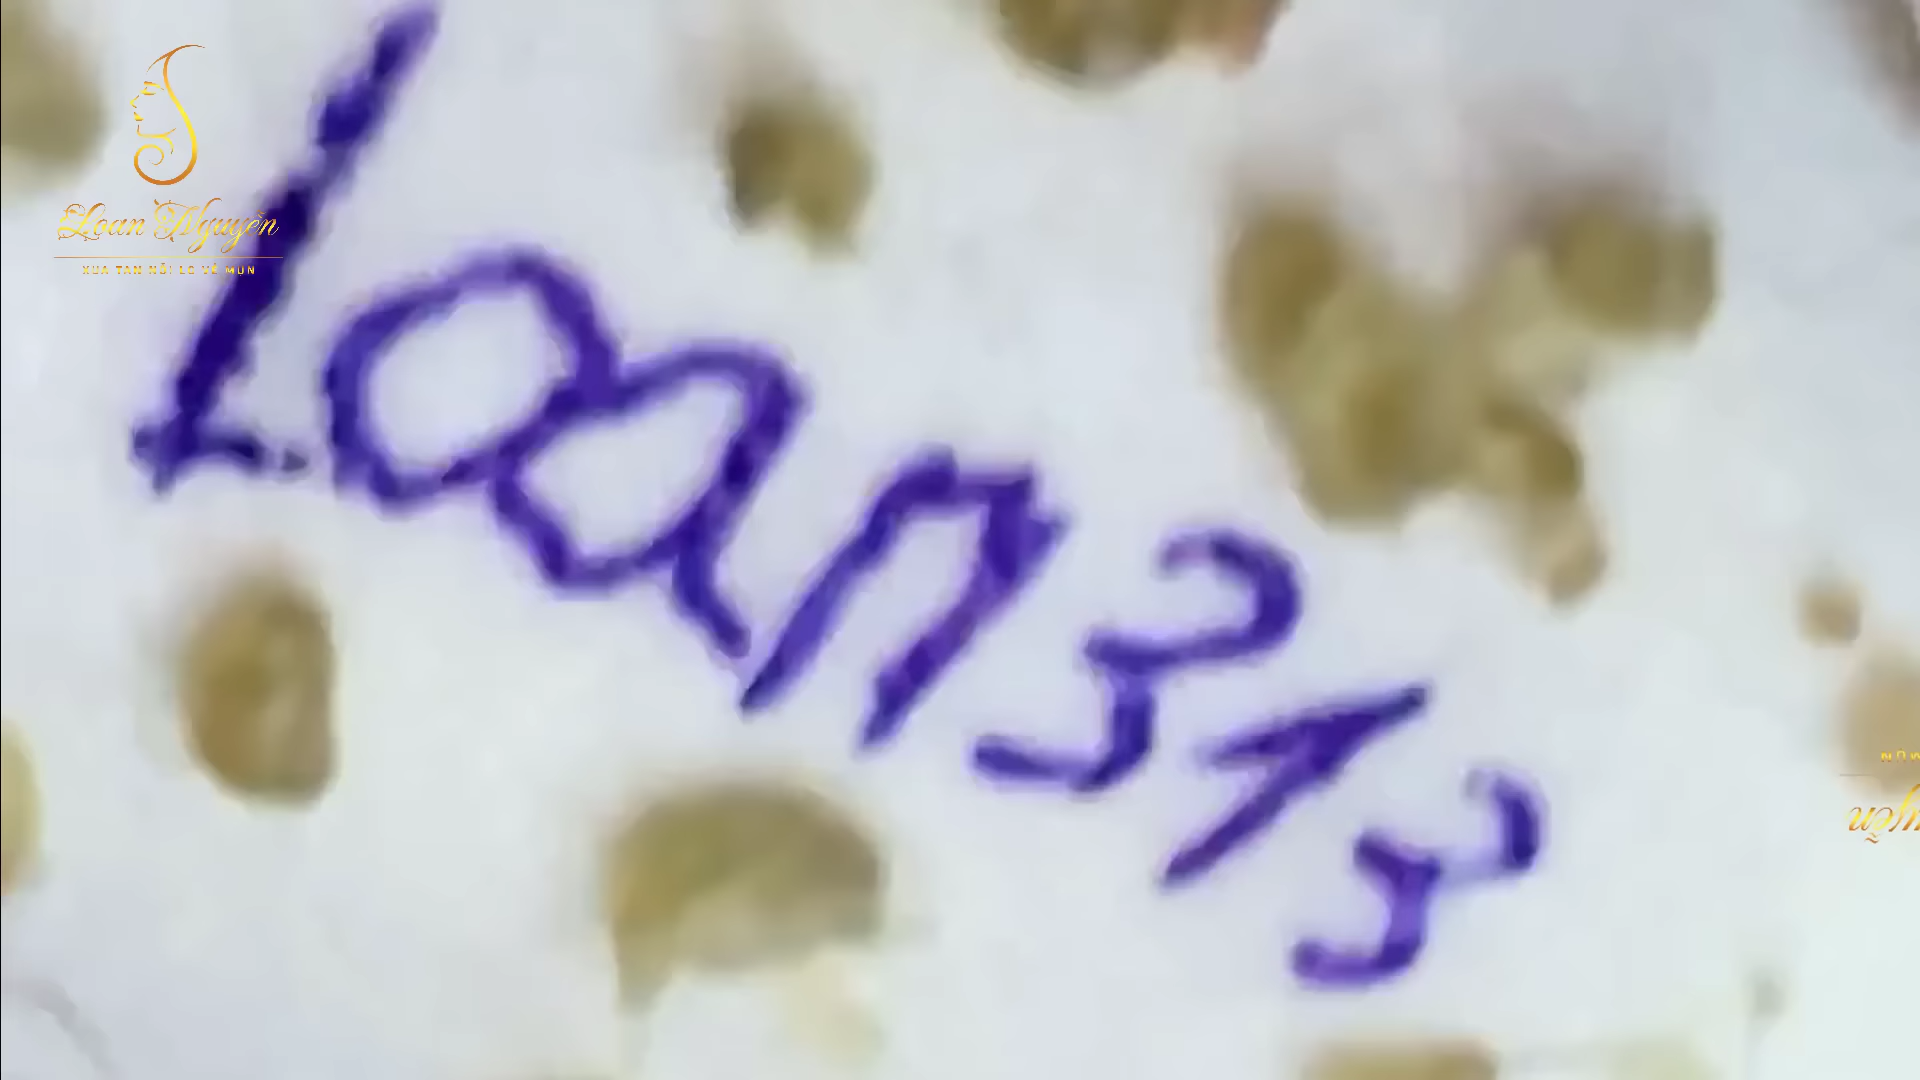 Loan Nguyễn
XUA TAN NỖI LO VỀ MỤN
Loan313